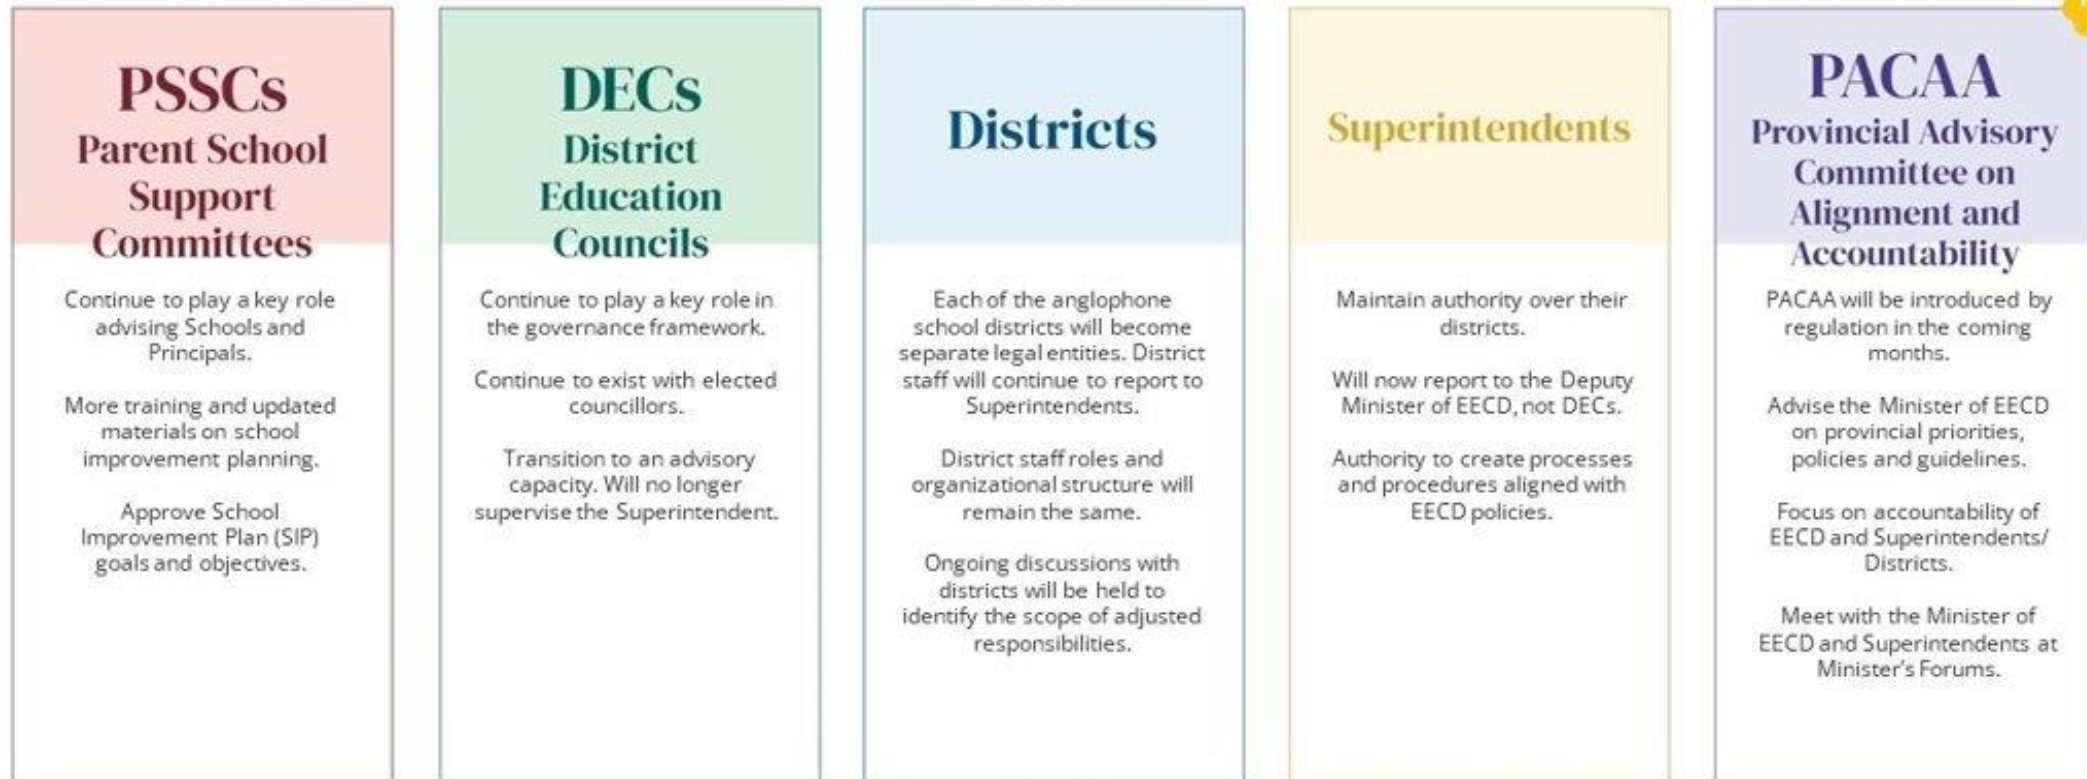 PSSCs
Parent School
Support
Committees
Continue to play a key role
advising Schools and
Principals.
More training and updated
materials on school
improvement planning.
Approve School
Improvement Plan (SIP)
goals and objectives.
DECs
District
Education
Councils
Continue to play a key role in
the governance framework.
Continue to exist with elected
councillors.
Transition to an advisory
capacity. Will no longer
supervise the Superintendent.
Districts
Each of the anglophone
school districts will become
separate legal entities. District
staff will continue to report to
Superintendents.
District staff roles and
organizational structure will
remain the same.
Ongoing discussions with
districts will be held to
identify the scope of adjusted
responsibilities.
Superintendents
Maintain authority over their
districts.
Will now report to the Deputy
Minister of EECD, not DECs.
Authority to create processes
and procedures aligned with
EECD policies.
PACAA
Provincial Advisory
Committee on
Alignment and
Accountability
PACAA will be introduced by
regulation in the coming
months.
Advise the Minister of EECD
on provincial priorities,
policies and guidelines.
Focus on accountability of
EECD and Superintendents/
Districts.
Meet with the Minister of
EECD and Superintendents at
Minister's Forums.